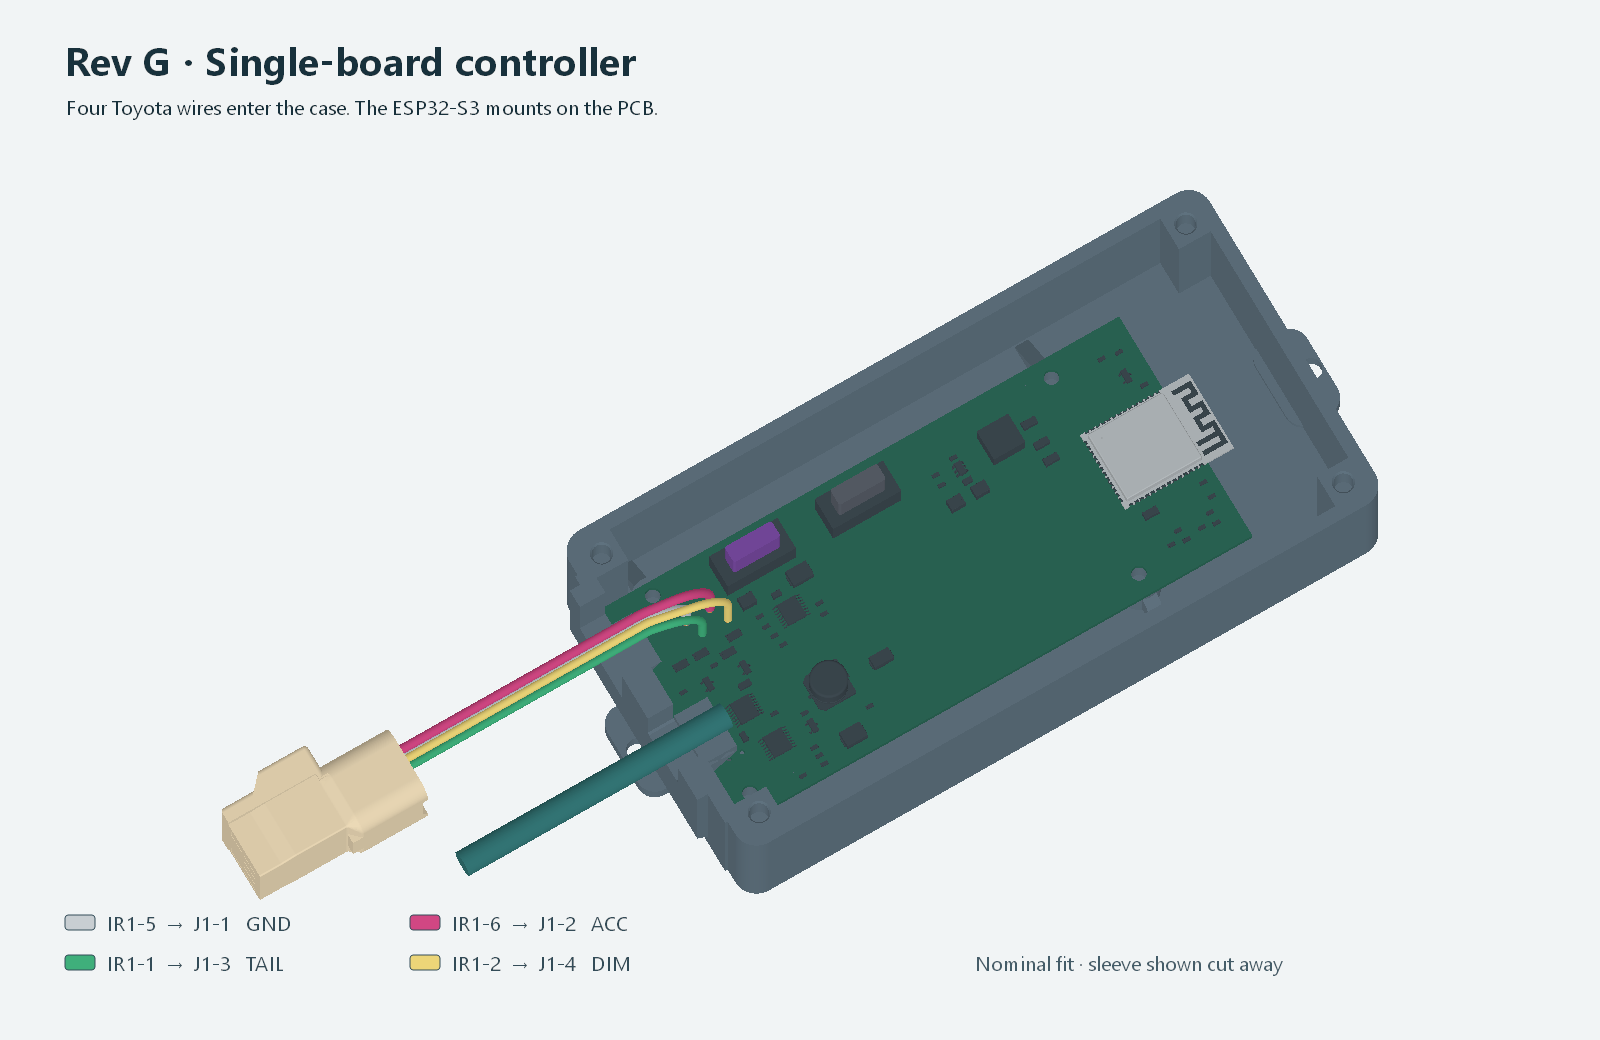 Rev G · Single-board controller
Four Toyota wires enter the case. The ESP32-S3 mounts on the PCB.
IR1-5 → J1-1 GND
IR1-6 → J1-2 ACC
IR1-1 → J1-3 TAIL
IR1-2 → J1-4 DIM
Nominal fit · sleeve shown cut away